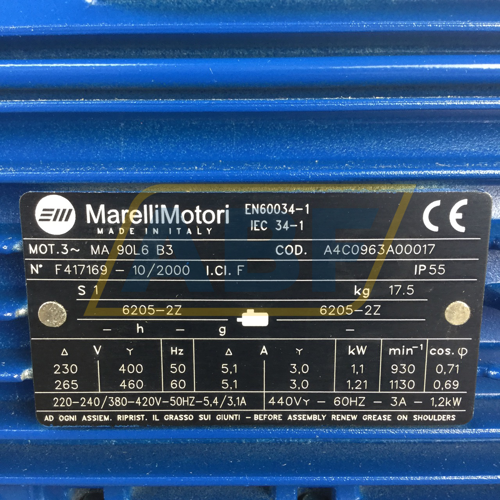 MarelliMotori
MADE IN ITALY
EN60034-1
IEC 34-1
CE
MOT.3~ MA 90L6 B3 COD. A4C0963A00017
N° F417169 - 10/2000 I.Cl. F IP 55
S 1 kg 17.5
6205-2Z 6205-2Z
— h — g — —
Δ V Y Hz Δ A Y kW min⁻¹ cos. φ
230 400 50 5,1 3,0 1,1 930 0,71
265 460 60 5,1 3,0 1,21 1130 0,69
220-240/380-420V-50HZ-5,4/3,1A 440VY - 60HZ - 3A - 1,2kW
AD OGNI ASSIEM. RIPRIST. IL GRASSO SUI GIUNTI - BEFORE ASSEMBLY RENEW GREASE ON SHOULDERS